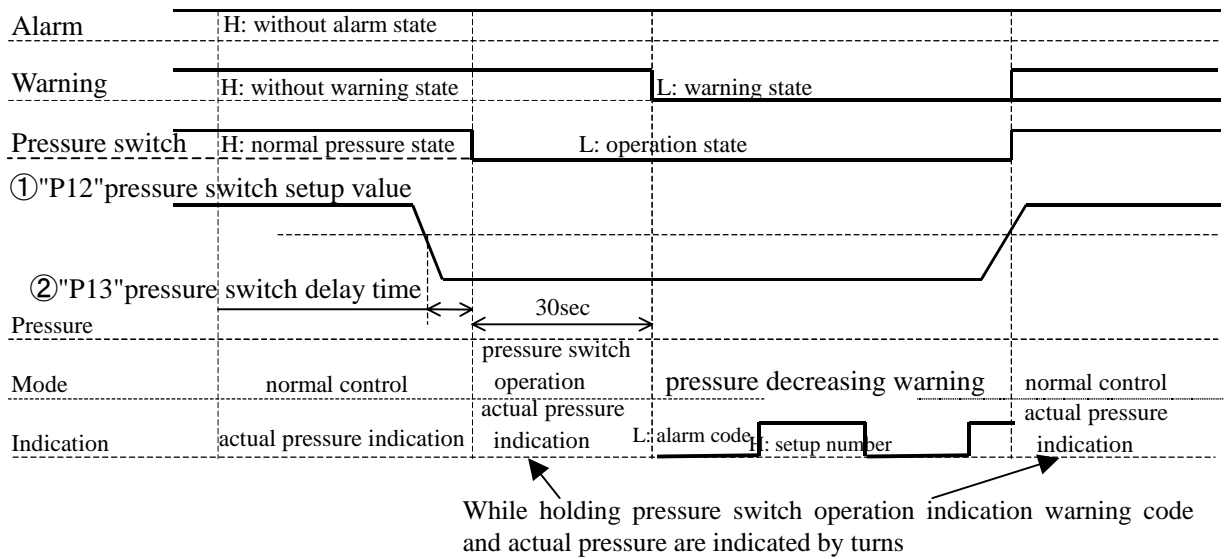 Alarm
H: without alarm state
Warning
H: without warning state
L: warning state
Pressure switch
H: normal pressure state
L: operation state
①"P12"pressure switch setup value
②"P13"pressure switch delay time
30sec
Pressure
pressure switch
operation
Mode
normal control
pressure decreasing warning
normal control
Indication
actual pressure indication
actual pressure
indication
L: alarm code
H: setup number
actual pressure
indication
While holding pressure switch operation indication warning code
and actual pressure are indicated by turns